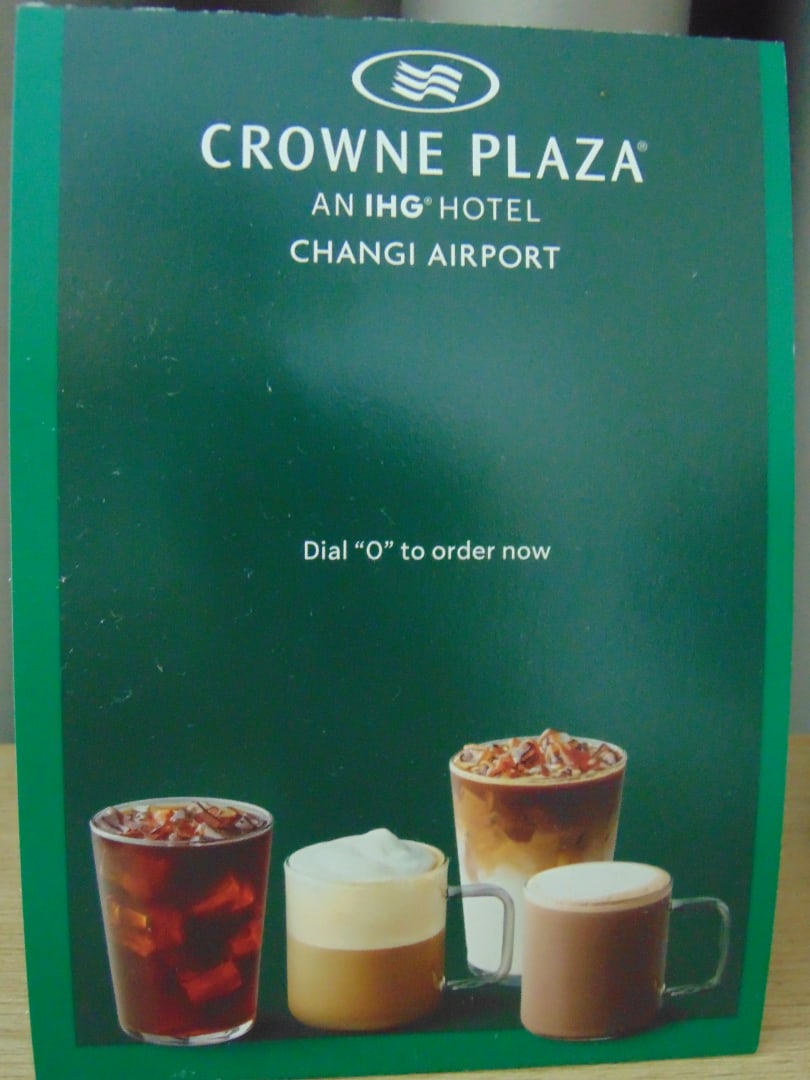 CROWNE PLAZA®
AN IHG® HOTEL
CHANGI AIRPORT
Dial “0” to order now